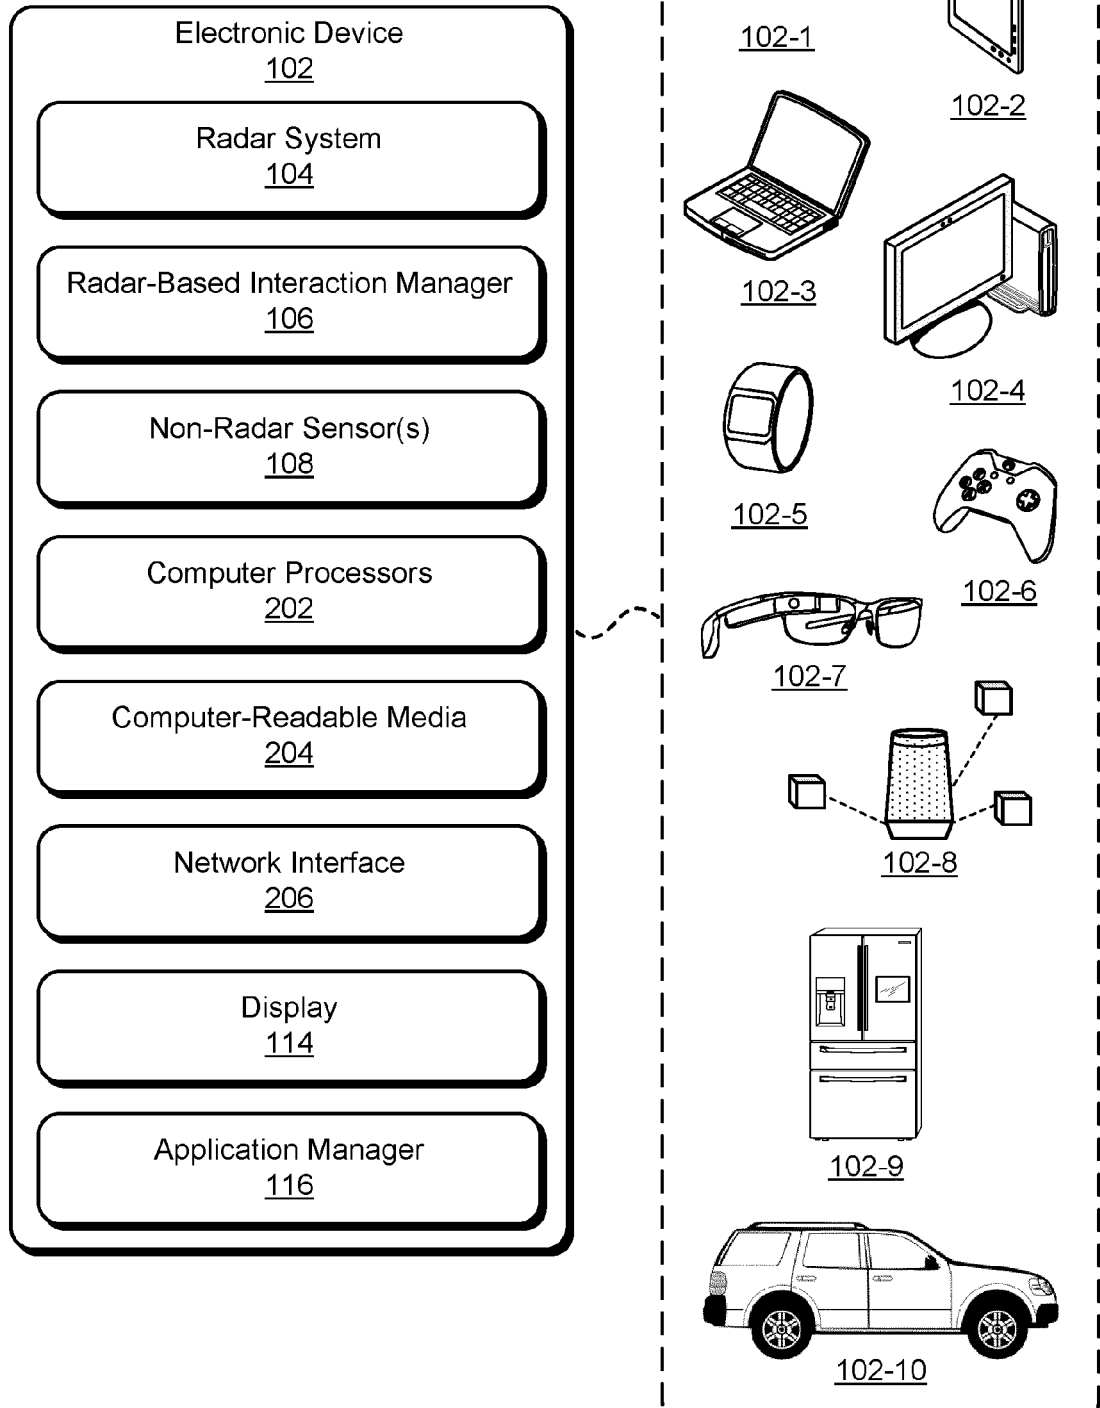 Electronic Device
102
Radar System
104
Radar-Based Interaction Manager
106
Non-Radar Sensor(s)
108
Computer Processors
202
Computer-Readable Media
204
Network Interface
206
Display
114
Application Manager
116
102-1
102-2
102-3
102-4
102-5
102-6
102-7
102-8
102-9
102-10